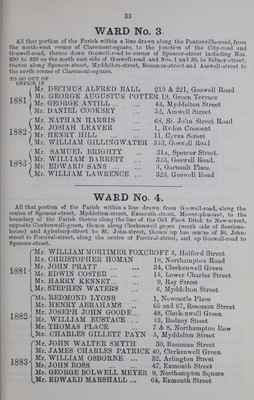 35
WARD No. 3.
All that portion of the Parish within a line drawn along the Pentonville-road, from
the north-west corner of Claremont-square, to the junction of the City-road and
Goswell-road, thence down Goswell-road to corner of Spencer-street including Nos.
290 to 320 on the north east side of Goswell-road and Nos. 1 and 30, in Sidney-street,
thence along Spencer-street, Myddelton-street, Rosoman-street and Amwell-street to
the north corner of Claremont-square.
TO GO OUT OF
OFFICE IN
1881
Mr. DECIMUS ALFRED BALL 219 & 221, Goswell Road
Mr. GEORGE AUGUSTUS POTTER 19, Green Terrace
Mr. GEORGE ANTILL ... 43, Myddelton Street
Mr. DANIEL COOKSEY ... 52, Amwell Street
1882
Mr. NATHAN HARRIS ... 68, St. John Street Road
Mr. JOSIAH LEAVER ... 1, Rydon Crescent
Mr. HENRY HILL ... 11, Cyrus Street
Mr. WILLIAM GILLINGWATER 353, Goswell Road
1883
Mr. SAMUEL BRIGHTY ... 31A, Spencer Street.
Mr. WILLIAM BARRETT 323, Goswell Road.
Mr. EDWARD SANS ... 8, Garnault Place.
Mr. WILLIAM LAWRENCE ... 329, Goswell Road
WARD No. 4.
All that portion of the Parish within a line drawn from Goswell-road, along the
centre of Spencer-street, Myddelton-street, Exmouth-street, to the
boundary of the Parish thence along the line of the Old Fleet Ditch to New-street,
opposite Clerkenwell-green, thence along Clerkenwell green (north side of Sessions-
house) and Aylesbury-street to St. John-street, thence up the centre of St. John-
street to Percival-street, along the centre of Percival-street, and up Goswell-road to
Spencer-street.
1881
Mr. WILLIAM MORTIMER FOXCROFT 3, Holford Street
Mr. CHRISTOPHER HOMAN 18, Northampton Road
Mr. JOHN PRATT ... ... 34, Clerkenwell Green
Mr. EDWIN COSTER ... 10, Lower Charles Street
Mr. HARRY KENNET... ... 9, Ray Street
Mr. STEPHEN WATERS ... 6, Myddelton Street
1882
Mr. REDMOND LYONS ... 1, Newcastle Place
Mr. HENRY ABRAHAMS ... 65 and 67, Rosoman Street
Mr. JOSEPH JOHN GOODE... 48, Clerkenwell Green
Mr. WILLIAM EUSTACE ... 13, Rodney Street
Mr. THOMAS PLACE ... 7 & 8, Northampton Row
Mr. CHARLES GILLETT TAYN 5, Myddelton Street
1883
Mr. JOHN WALTER SMYTH 30, Rosoman Street
Mr. JAMES CHARLES PATRICK 40, Clerkenwell Green
Mr. WILLIAM OSBORNE ... 32, Arlington Street
Mr. JOHN ROSS ... 47, Exmouth Street
Mr. GEORGE BOLWELL MEYER 9, Northampton Square
Mr. EDWARD MARSHALL ... 64, Exmouth Street